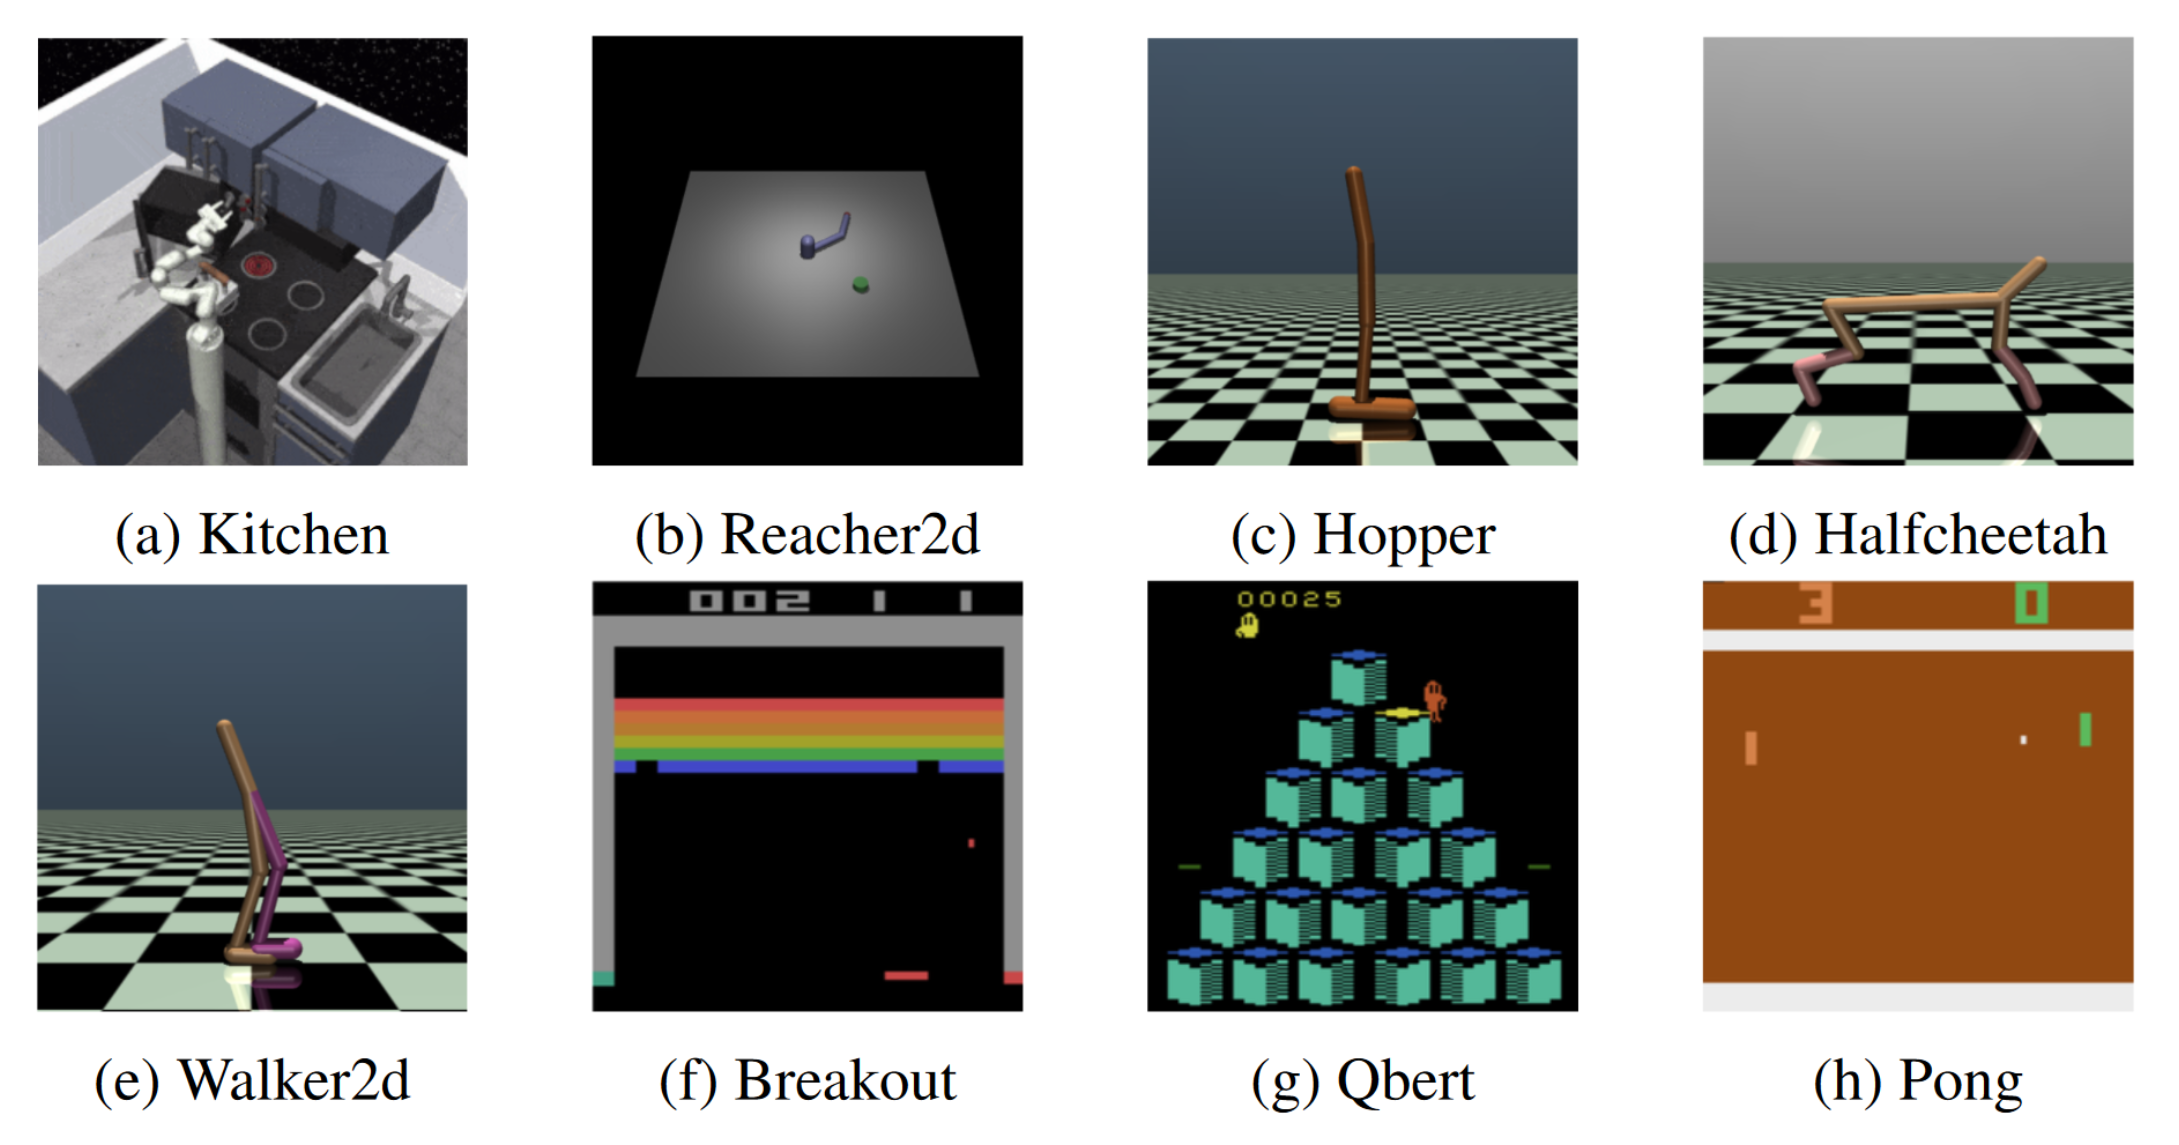 (a) Kitchen
(b) Reacher2d
(c) Hopper
(d) Halfcheetah
002 1 1
00025
3 0
(e) Walker2d
(f) Breakout
(g) Qbert
(h) Pong